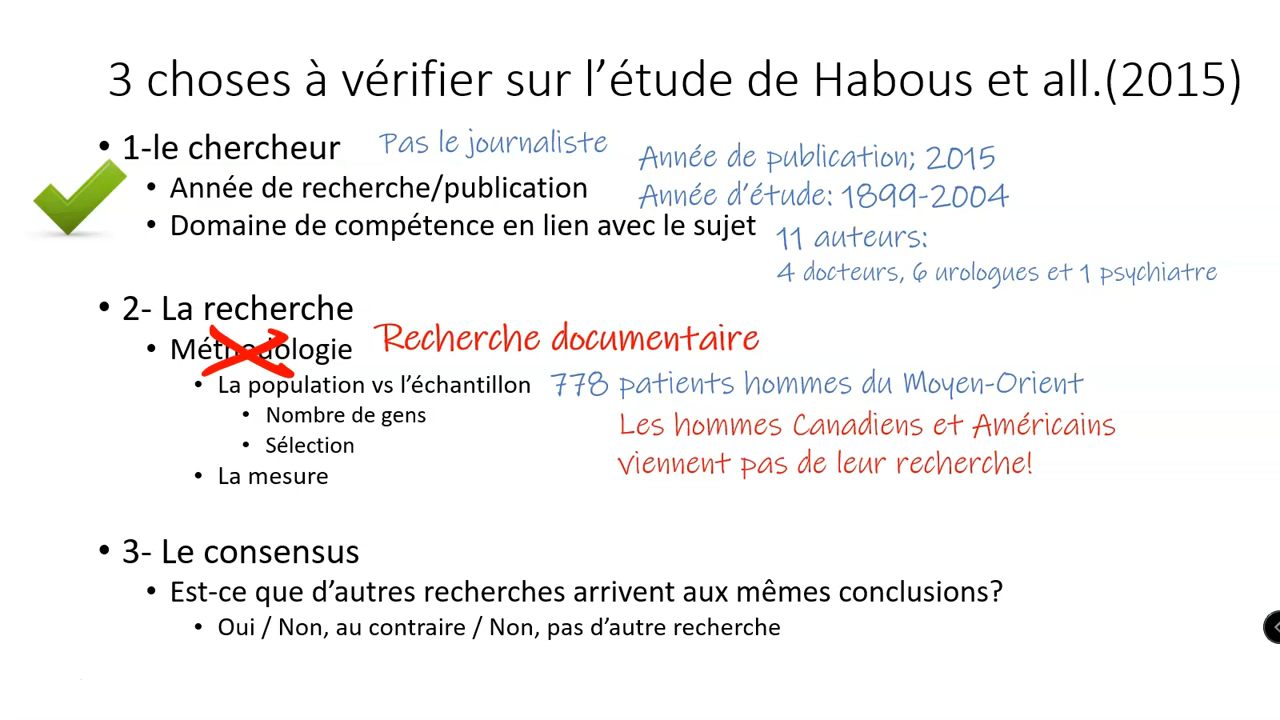 3 choses à vérifier sur l’étude de Habous et all.(2015)
• 1-le chercheur Pas le journaliste
Année de publication; 2015
• Année de recherche/publication
Année d’étude: 1899-2004
• Domaine de compétence en lien avec le sujet
11 auteurs:
4 docteurs, 6 urologues et 1 psychiatre
• 2- La recherche
• Méthodologie Recherche documentaire
• La population vs l’échantillon 778 patients hommes du Moyen-Orient
• Nombre de gens
Les hommes Canadiens et Américains
• Sélection
viennent pas de leur recherche!
• La mesure
• 3- Le consensus
• Est-ce que d’autres recherches arrivent aux mêmes conclusions?
• Oui / Non, au contraire / Non, pas d’autre recherche